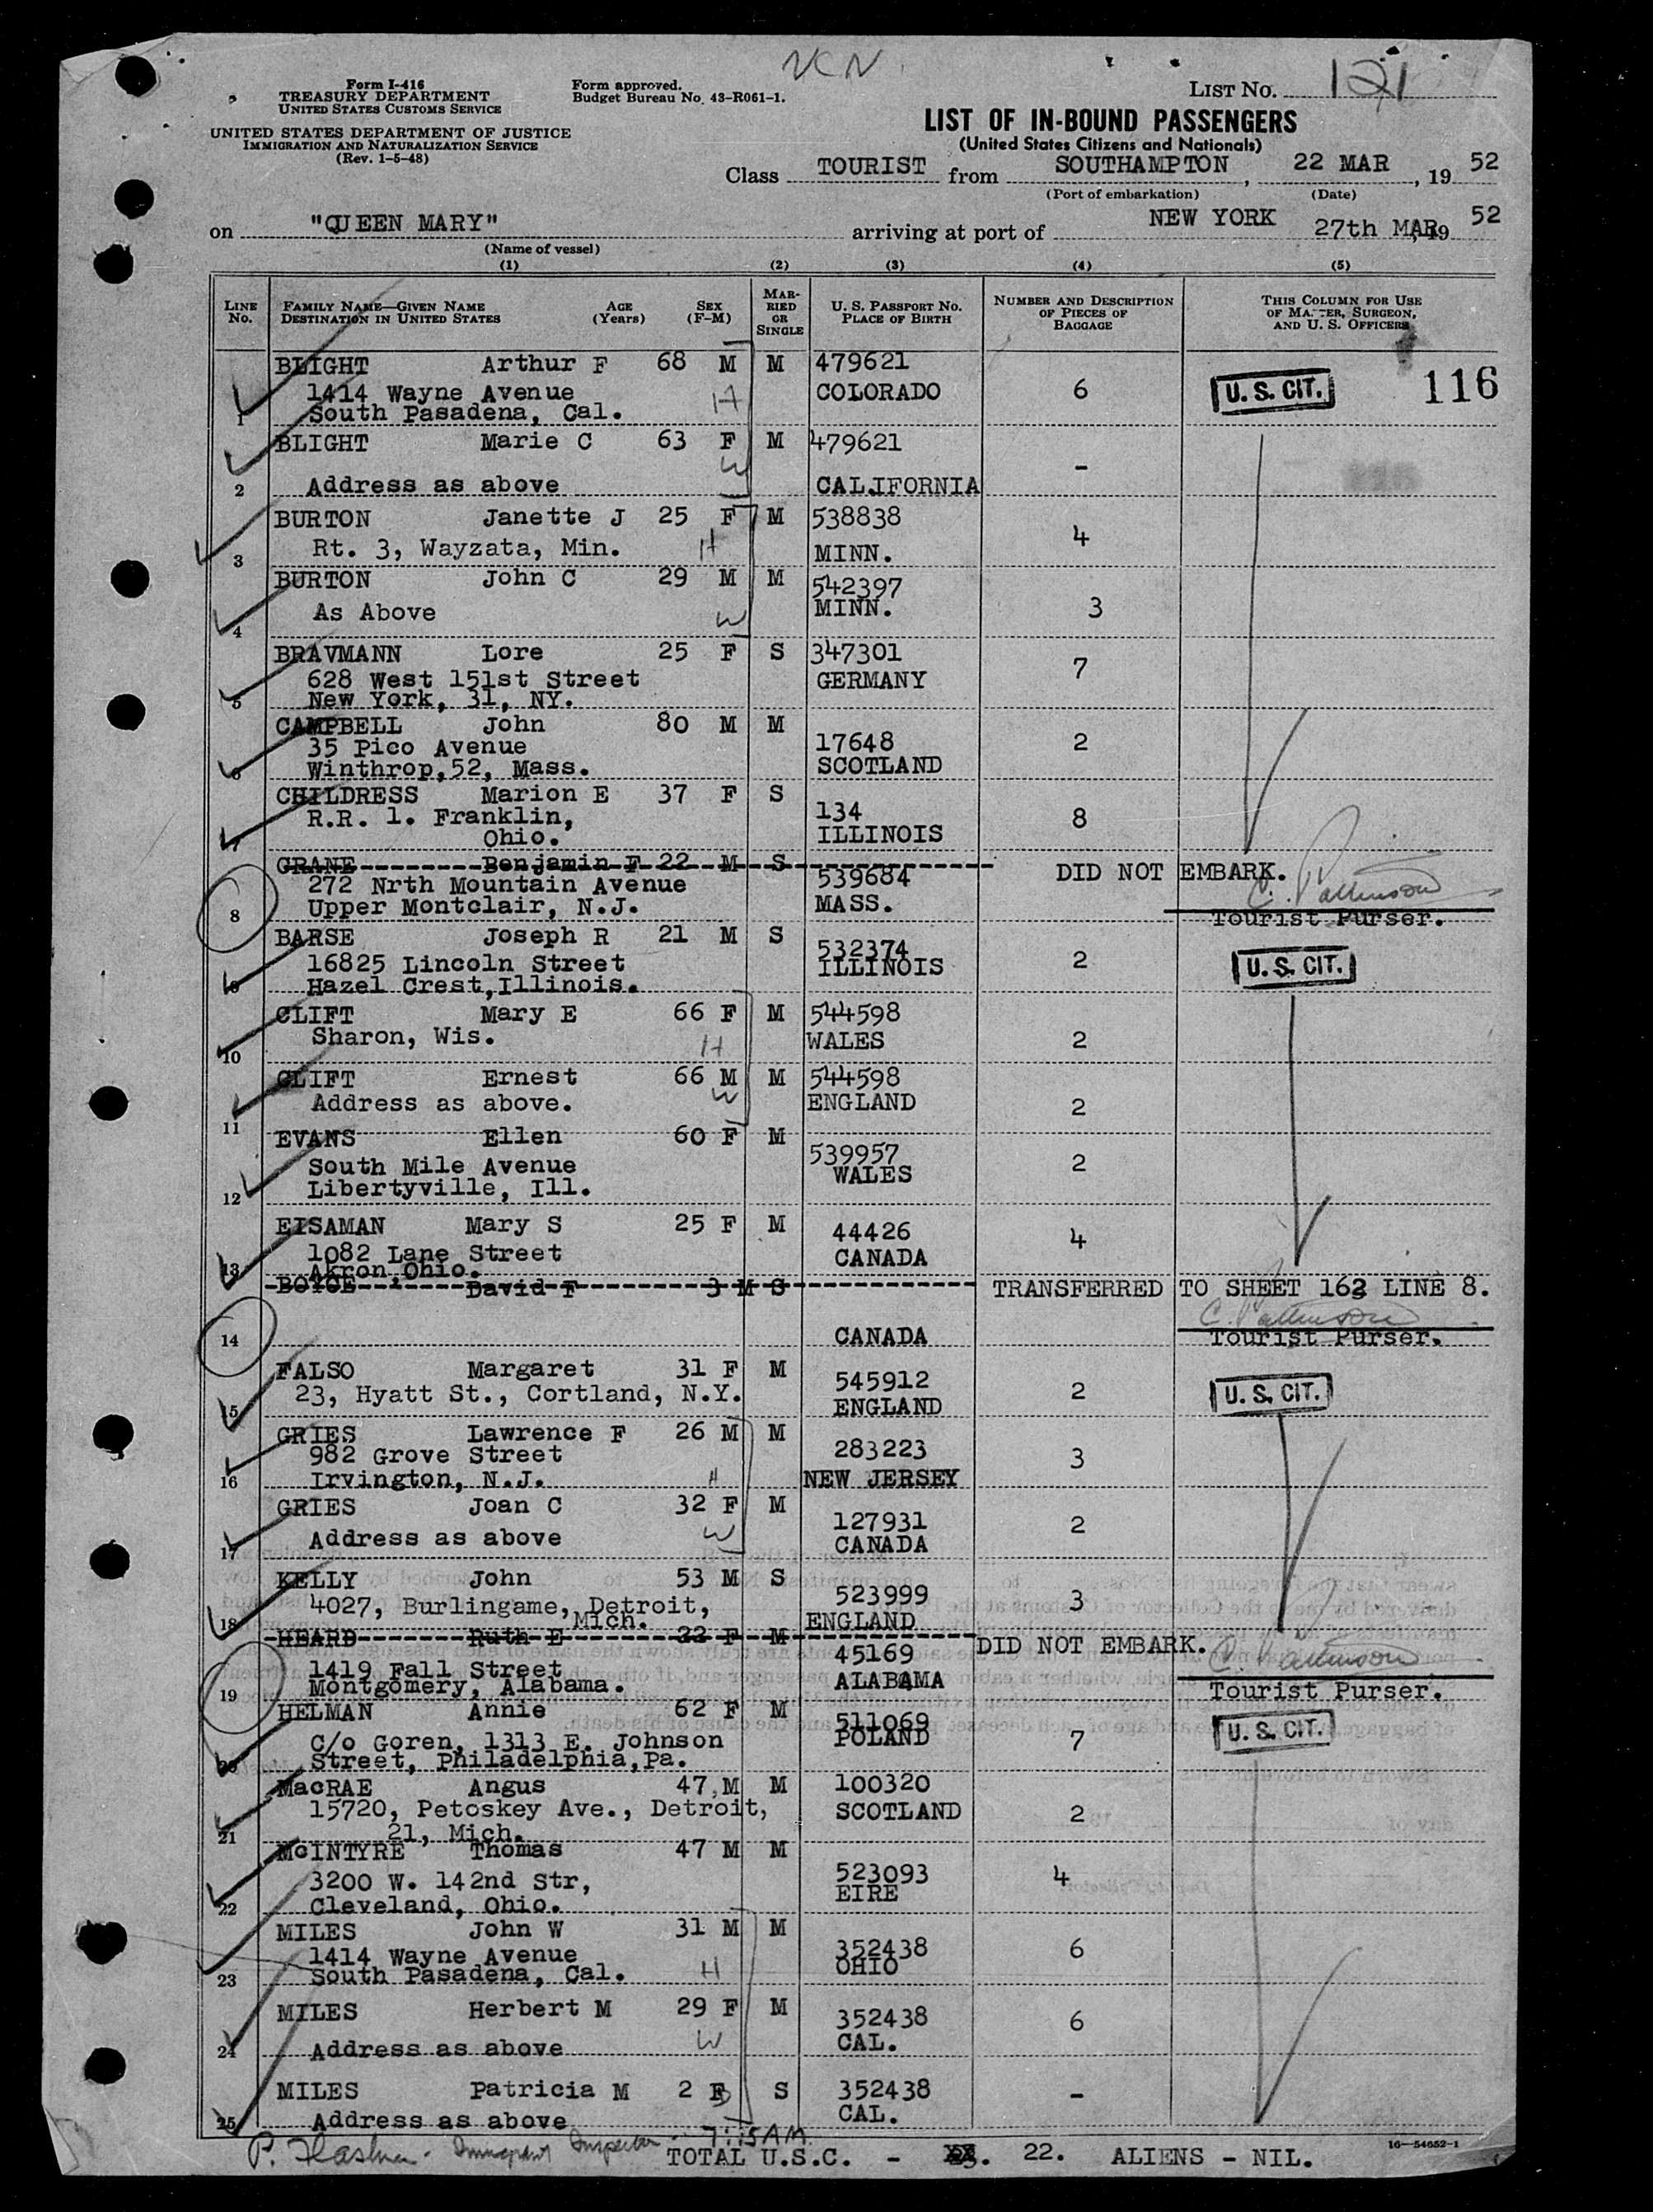 NCN
Form I-416
TREASURY DEPARTMENT
UNITED STATES CUSTOMS SERVICE
UNITED STATES DEPARTMENT OF JUSTICE
IMMIGRATION AND NATURALIZATION SERVICE
(Rev. 1-5-48)
Form approved.
Budget Bureau No. 43-R061-1.
LIST NO. 121
LIST OF IN-BOUND PASSENGERS
(United States Citizens and Nationals)
Class TOURIST from SOUTHAMPTON, 22 MAR, 19 52
(Port of embarkation) (Date)
on "QUEEN MARY" arriving at port of NEW YORK 27th MAR, 19 52
(Name of vessel)
(1) (2) (3) (4) (5)
LINE No. FAMILY NAME—GIVEN NAME DESTINATION IN UNITED STATES AGE (Years) SEX (F-M) MARRIED OR SINGLE U. S. PASSPORT NO. PLACE OF BIRTH NUMBER AND DESCRIPTION OF PIECES OF BAGGAGE THIS COLUMN FOR USE OF MASTER, SURGEON, AND U. S. OFFICERS
BLIGHT Arthur F 68 M M 479621
1414 Wayne Avenue H COLORADO 6 U. S. CIT. 116
1 South Pasadena, Cal.
BLIGHT Marie C 63 F M 479621
W -
2 Address as above CALIFORNIA
BURTON Janette J 25 F M 538838
Rt. 3, Wayzata, Min. H MINN. 4
3
BURTON John C 29 M M 542397
As Above W MINN. 3
4
BRAVMANN Lore 25 F S 347301
628 West 151st Street GERMANY 7
5 New York, 31, NY.
CAMPBELL John 80 M M
35 Pico Avenue 17648 2
6 Winthrop,52, Mass. SCOTLAND
CHILDRESS Marion E 37 F S
R.R. 1. Franklin, 134 8
7 Ohio. ILLINOIS
CRANE Benjamin F 22 M S 539684 DID NOT EMBARK.
272 Nrth Mountain Avenue C. Pattinson
8 Upper Montclair, N.J. MASS. Tourist Purser.
BARSE Joseph R 21 M S 532374
16825 Lincoln Street ILLINOIS 2 U. S. CIT.
9 Hazel Crest,Illinois.
CLIFT Mary E 66 F M 544598
Sharon, Wis. H WALES 2
10
CLIFT Ernest 66 M M 544598
Address as above. W ENGLAND 2
11
EVANS Ellen 60 F M 539957
South Mile Avenue WALES 2
12 Libertyville, Ill.
EISAMAN Mary S 25 F M 44426 4
1082 Lane Street CANADA
13 Akron,Ohio.
BOYCE David F 3 M S TRANSFERRED TO SHEET 162 LINE 8.
C. Pattinson
14 CANADA Tourist Purser.
FALSO Margaret 31 F M 545912
23, Hyatt St., Cortland, N.Y. ENGLAND 2 U. S. CIT.
15
GRIES Lawrence F 26 M M
982 Grove Street 283223 3
16 Irvington, N.J. H NEW JERSEY
GRIES Joan C 32 F M 127931
Address as above W CANADA 2
17
KELLY John 53 M S 523999
4027, Burlingame, Detroit, 3
18 Mich. ENGLAND
HEARD Ruth E F M DID NOT EMBARK.
1419 Fall Street 45169 C. Pattinson
19 Montgomery, Alabama. ALABAMA Tourist Purser.
HELMAN Annie 62 F M 511069 U. S. CIT.
C/o Goren, 1313 E. Johnson POLAND 7
20 Street, Philadelphia,Pa.
MacRAE Angus 47 M M 100320
15720, Petoskey Ave., Detroit, SCOTLAND 2
21 21, Mich.
McINTYRE Thomas 47 M M
3200 W. 142nd Str, 523093 4
22 Cleveland, Ohio. EIRE
MILES John W 31 M M
1414 Wayne Avenue 352438 6
23 South Pasadena, Cal. H OHIO
MILES Herbert M 29 F M 352438 6
24 Address as above W CAL.
MILES Patricia M 2 F S 352438 -
25 Address as above CAL.
Immigrant Inspector 7:15 AM
TOTAL U.S.C. - 22. ALIENS - NIL.
16—54652-1